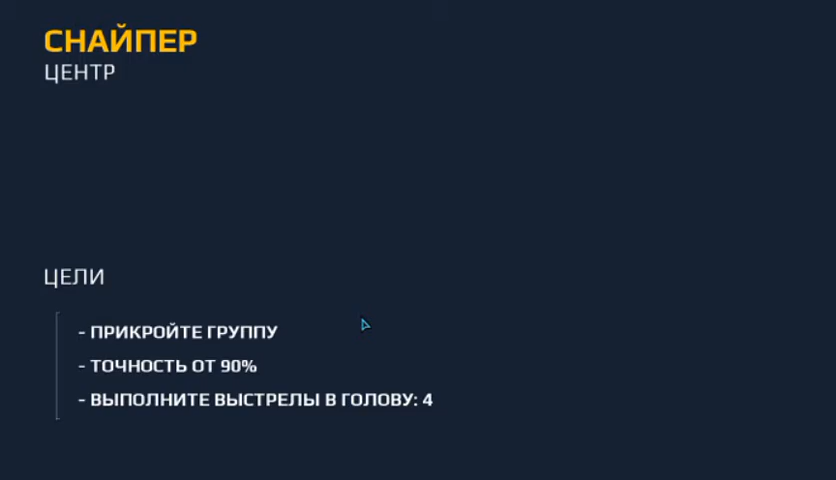 СНАЙПЕР
ЦЕНТР
ЦЕЛИ
- ПРИКРОЙТЕ ГРУППУ
- ТОЧНОСТЬ ОТ 90%
- ВЫПОЛНИТЕ ВЫСТРЕЛЫ В ГОЛОВУ: 4